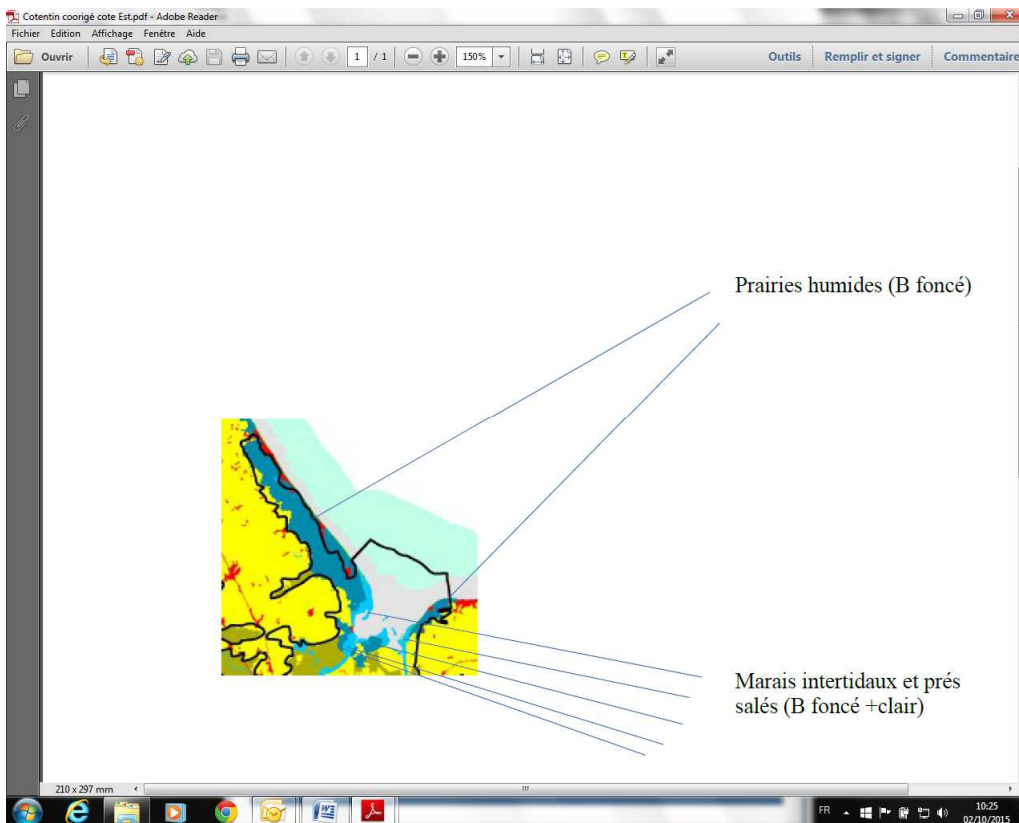 Cotentin coorigé cote Est.pdf - Adobe Reader
Fichier Edition Affichage Fenêtre Aide
Ouvrir 1 / 1 150% Outils Remplir et signer Commentaire
Prairies humides (B foncé)
Marais intertidaux et prés
salés (B foncé +clair)
210 x 297 mm
FR 10:25
02/10/2015